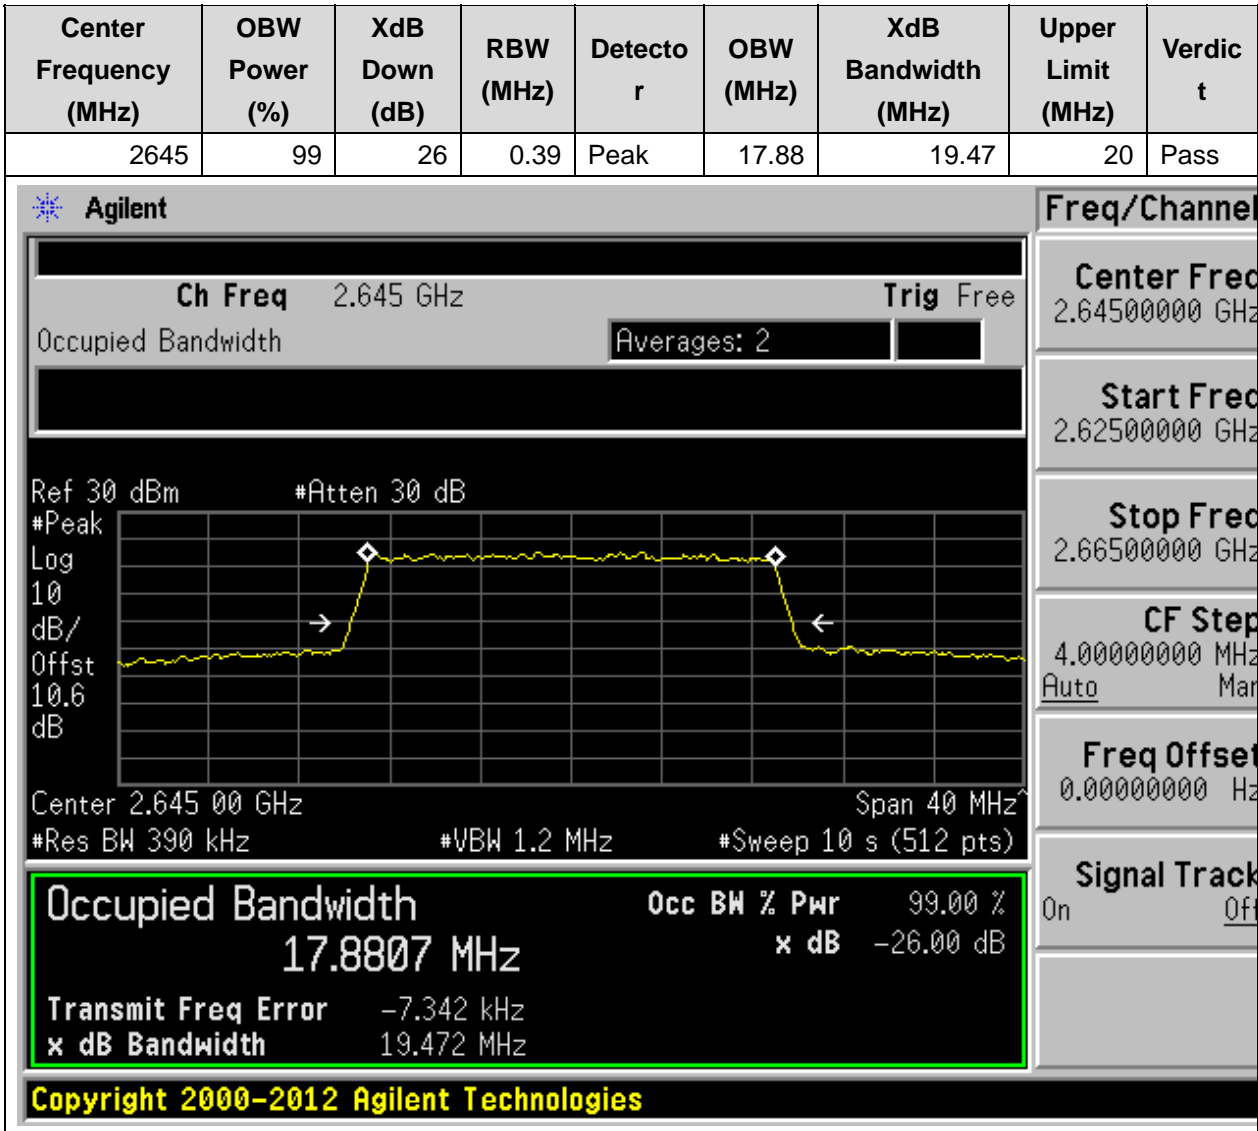 Center Frequency (MHz) OBW Power (%) XdB Down (dB) RBW (MHz) Detecto r OBW (MHz) XdB Bandwidth (MHz) Upper Limit (MHz) Verdic t
2645 99 26 0.39 Peak 17.88 19.47 20 Pass
Agilent
Freq/Channel
Ch Freq 2.645 GHz Trig Free
Occupied Bandwidth Averages: 2
Center Freq
2.64500000 GHz
Start Freq
2.62500000 GHz
Stop Freq
2.66500000 GHz
CF Step
4.00000000 MHz
Auto Man
Freq Offset
0.00000000 Hz
Signal Track
On Off
Ref 30 dBm #Atten 30 dB
#Peak
Log
10
dB/
Offst
10.6
dB
Center 2.645 00 GHz Span 40 MHz^
#Res BW 390 kHz #VBW 1.2 MHz #Sweep 10 s (512 pts)
Occupied Bandwidth Occ BW % Pwr 99.00 %
17.8807 MHz x dB -26.00 dB
Transmit Freq Error -7.342 kHz
x dB Bandwidth 19.472 MHz
Copyright 2000-2012 Agilent Technologies